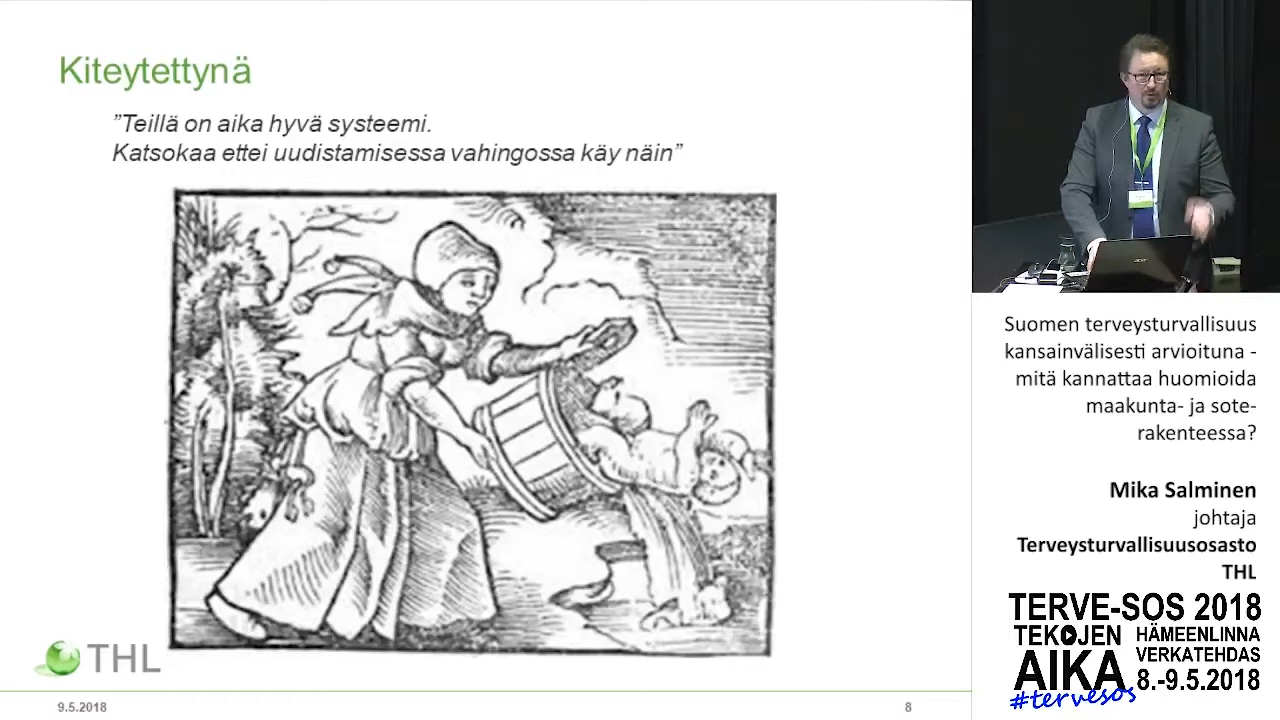 Kiteytettynä
”Teillä on aika hyvä systeemi.
Katsokaa ettei uudistamisessa vahingossa käy näin”
THL
9.5.2018
8
Suomen terveysturvallisuus
kansainvälisesti arvioituna -
mitä kannattaa huomioida
maakunta- ja sote-
rakenteessa?
Mika Salminen
johtaja
Terveysturvallisuusosasto
THL
TERVE-SOS 2018
TEKOJEN
AIKA
HÄMEENLINNA
VERKATEHDAS
8.-9.5.2018
#tervesos